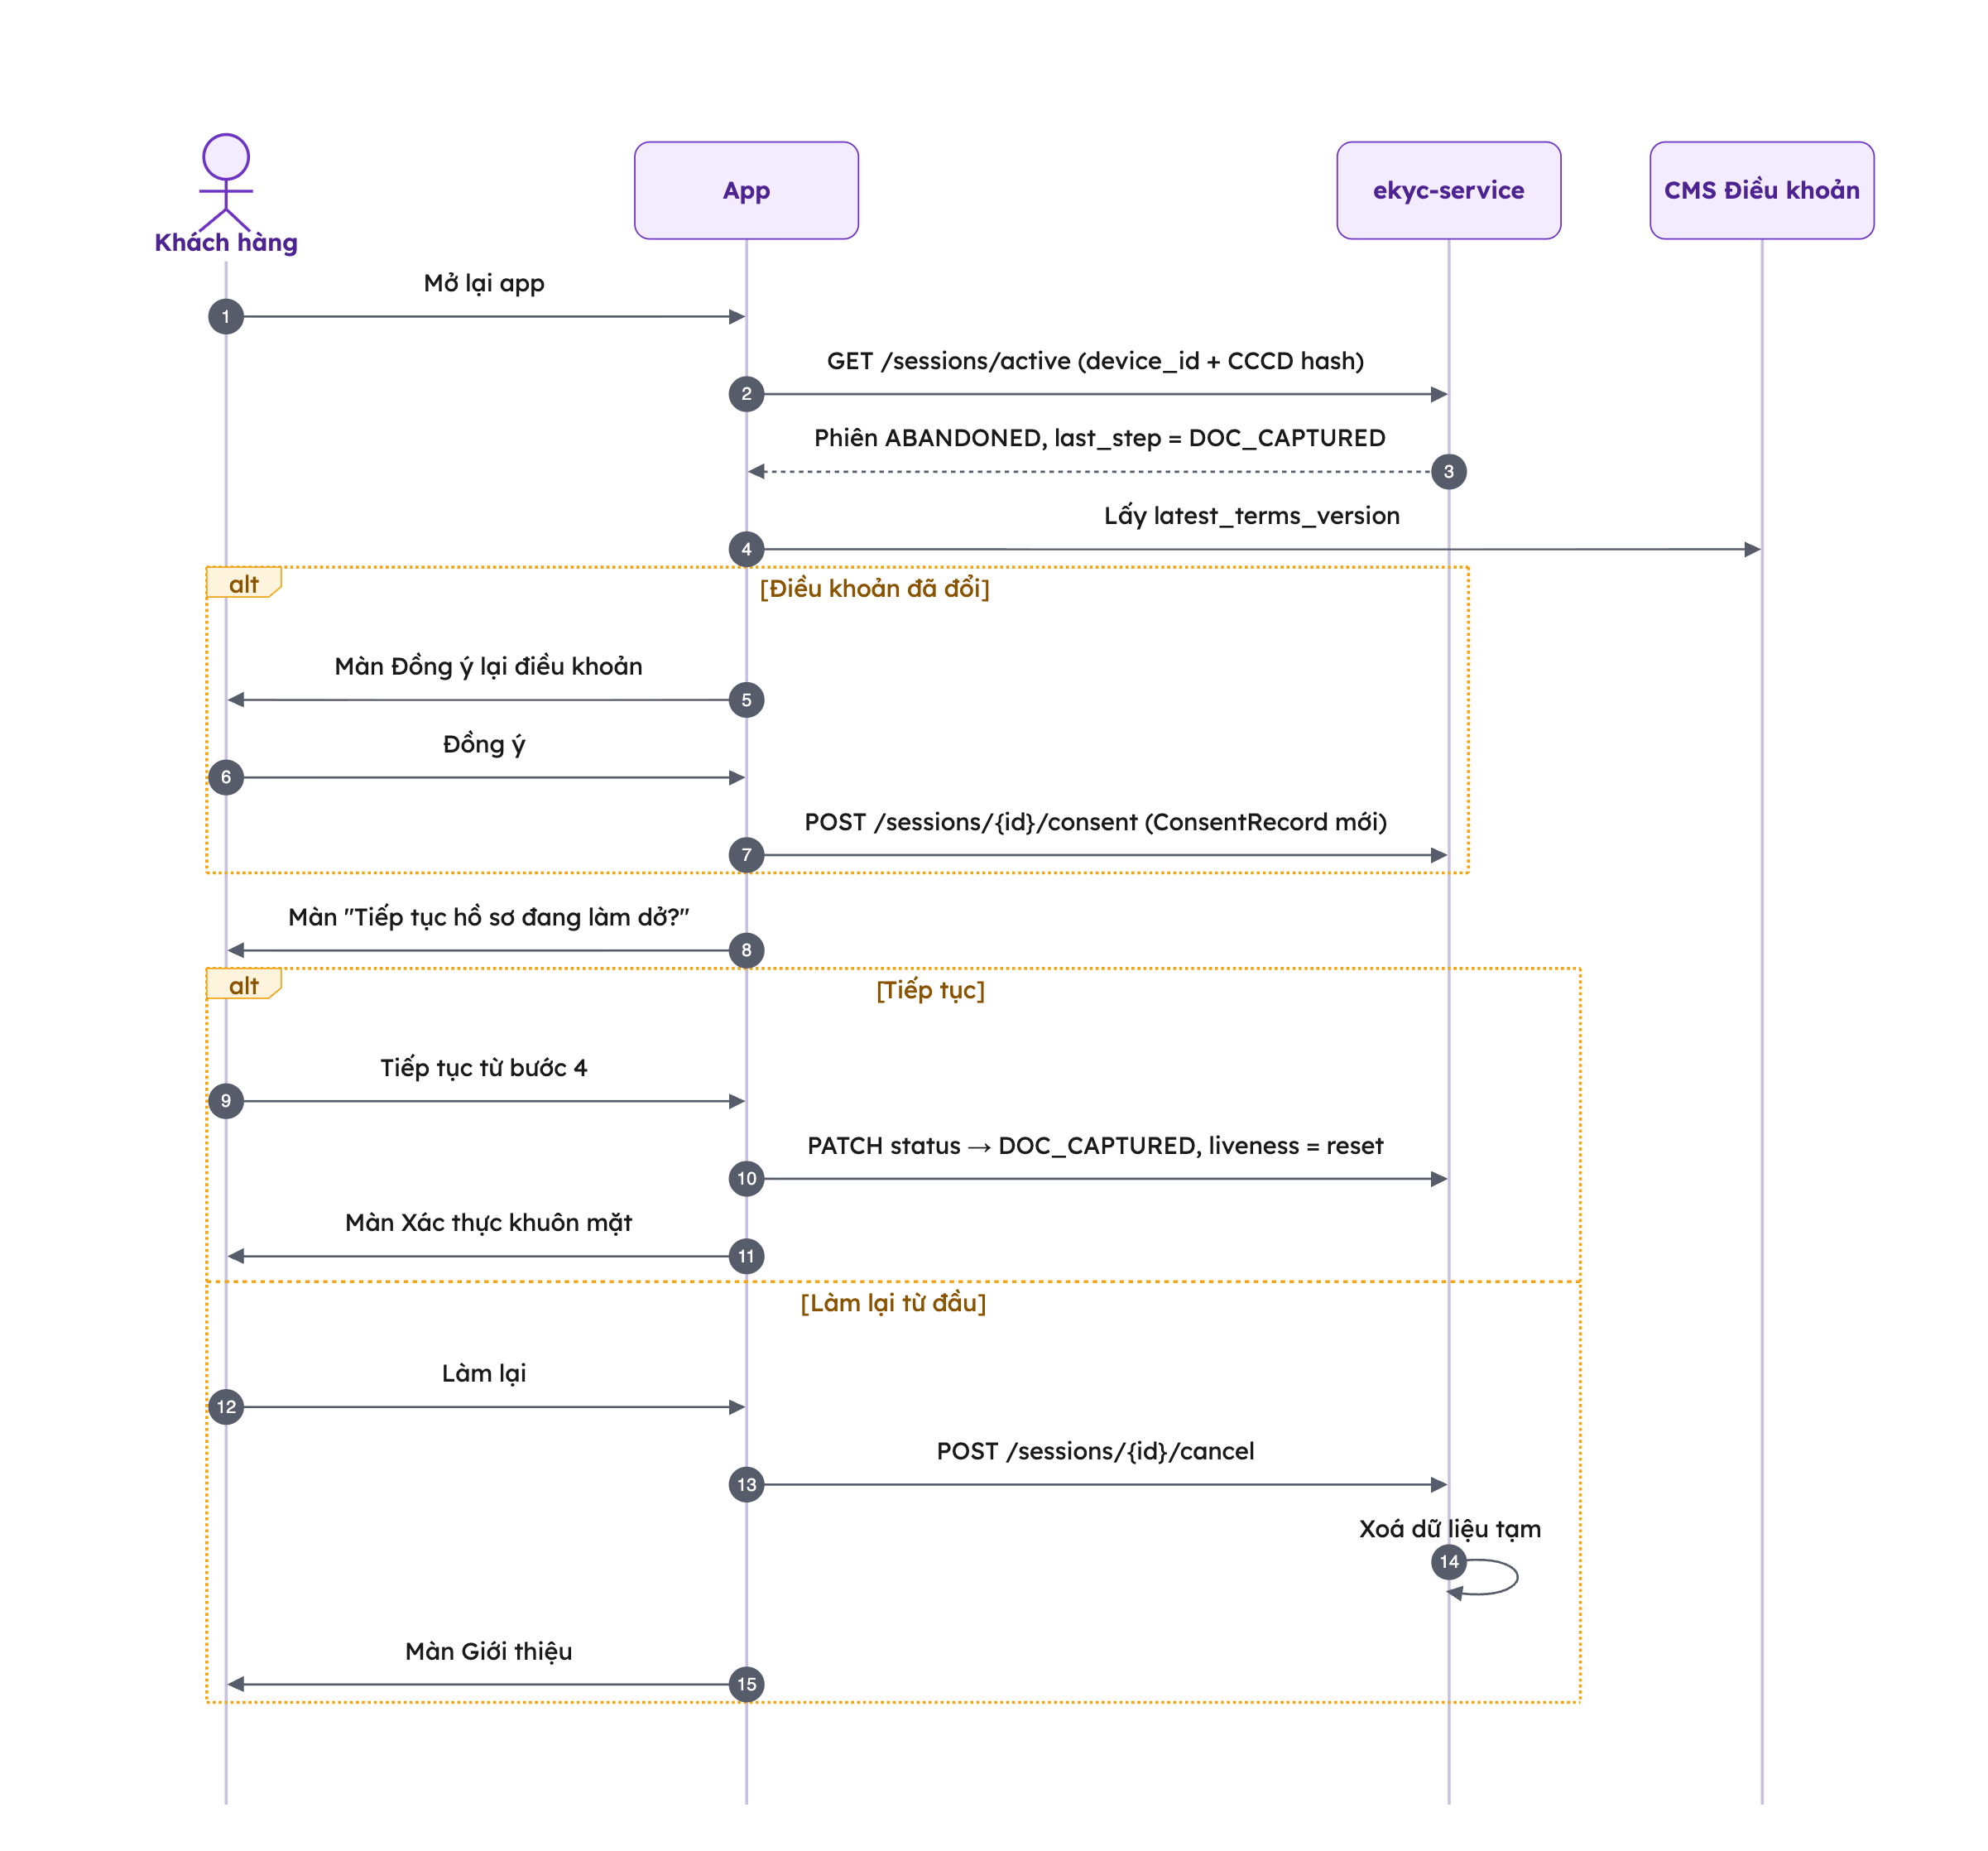 Khách hàng
App
ekyc-service
CMS Điều khoản
Mở lại app
1
GET /sessions/active (device_id + CCCD hash)
2
Phiên ABANDONED, last_step = DOC_CAPTURED
3
Lấy latest_terms_version
4
alt
[Điều khoản đã đổi]
Màn Đồng ý lại điều khoản
5
Đồng ý
6
POST /sessions/{id}/consent (ConsentRecord mới)
7
Màn "Tiếp tục hồ sơ đang làm dở?"
8
alt
[Tiếp tục]
Tiếp tục từ bước 4
9
PATCH status → DOC_CAPTURED, liveness = reset
10
Màn Xác thực khuôn mặt
11
[Làm lại từ đầu]
Làm lại
12
POST /sessions/{id}/cancel
13
Xoá dữ liệu tạm
14
Màn Giới thiệu
15